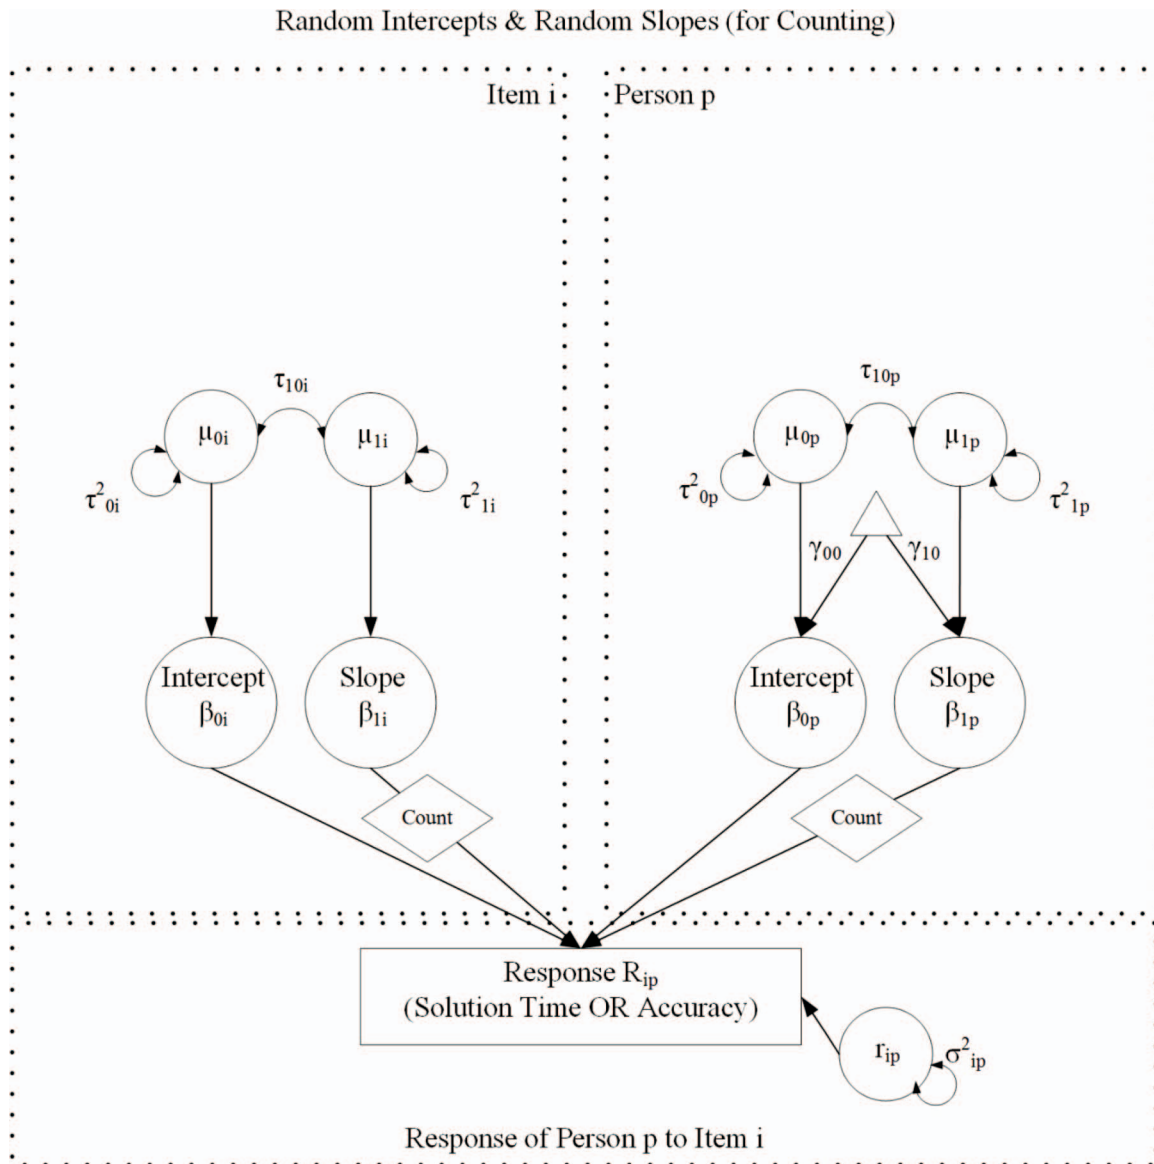 Random Intercepts & Random Slopes (for Counting)
Item i
Person p
τ10i
μ0i
μ1i
τ²0i
τ²1i
τ10p
μ0p
μ1p
τ²0p
τ²1p
γ00
γ10
Intercept
β0i
Slope
β1i
Intercept
β0p
Slope
β1p
Count
Count
Response Rip
(Solution Time OR Accuracy)
rip
σ²ip
Response of Person p to Item i